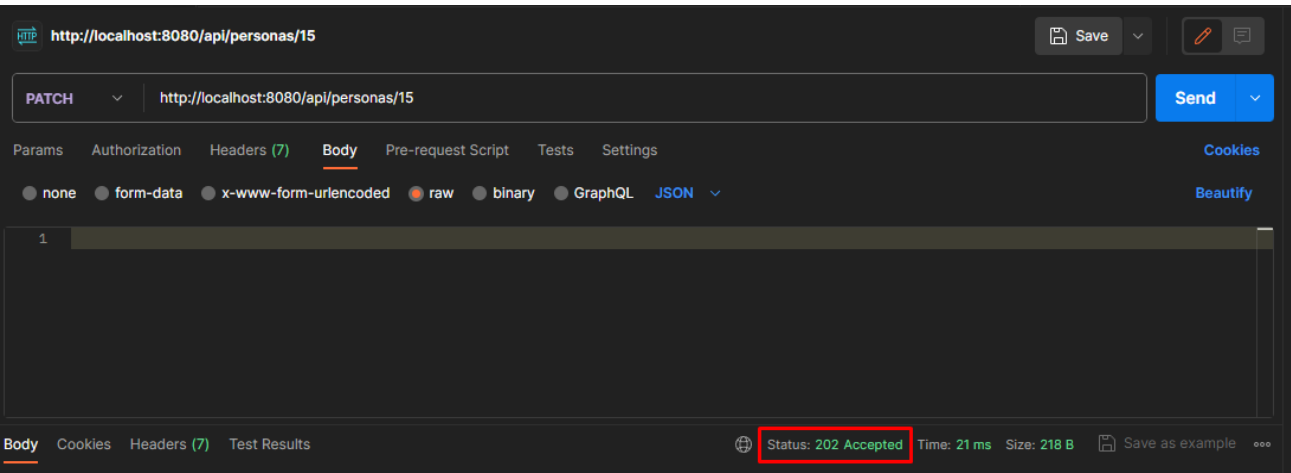 HTTP http://localhost:8080/api/personas/15 Save
PATCH http://localhost:8080/api/personas/15 Send
Params Authorization Headers (7) Body Pre-request Script Tests Settings Cookies
none form-data x-www-form-urlencoded raw binary GraphQL JSON Beautify
1
Body Cookies Headers (7) Test Results Status: 202 Accepted Time: 21 ms Size: 218 B Save as example